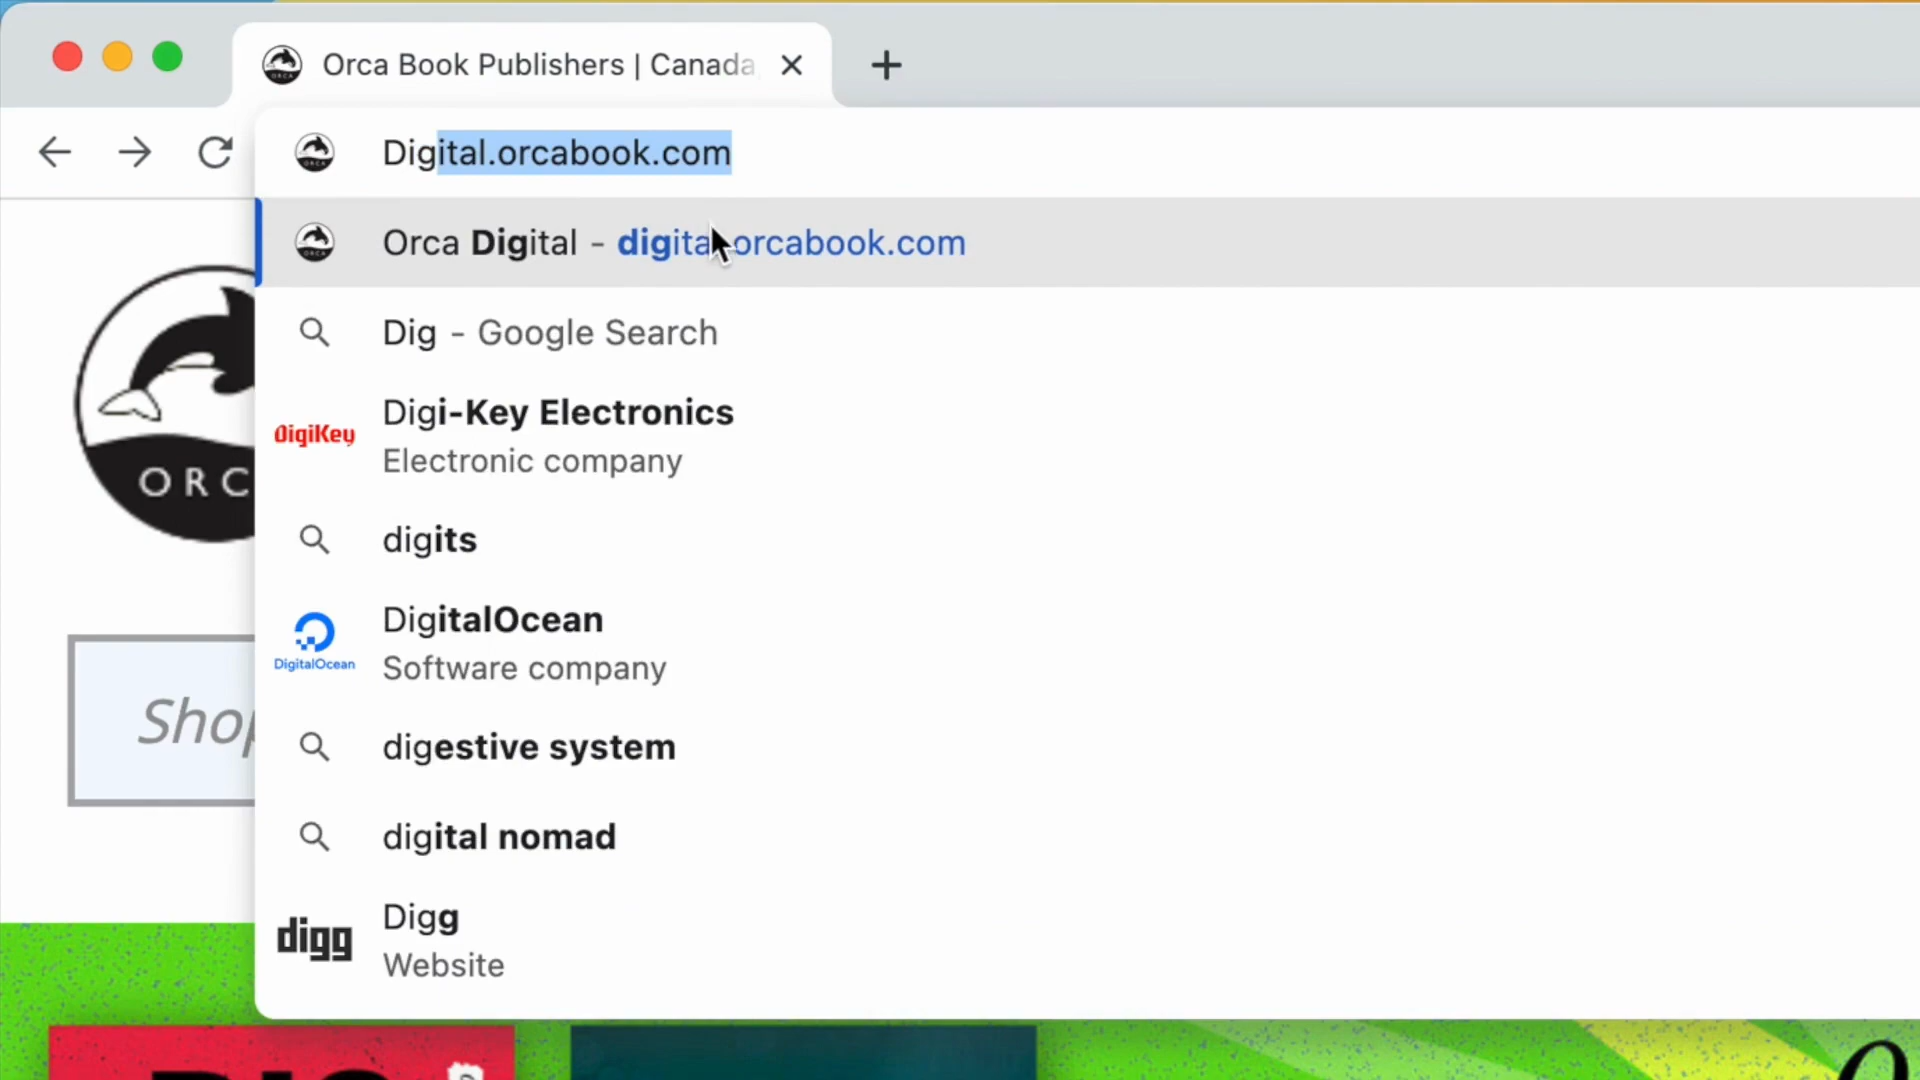 Orca Book Publishers | Canada
Digital.orcabook.com
Orca Digital - digital.orcabook.com
Dig - Google Search
DigiKey
Digi-Key Electronics
Electronic company
digits
DigitalOcean
DigitalOcean
Software company
digestive system
digital nomad
digg
Digg
Website
ORC
Shop